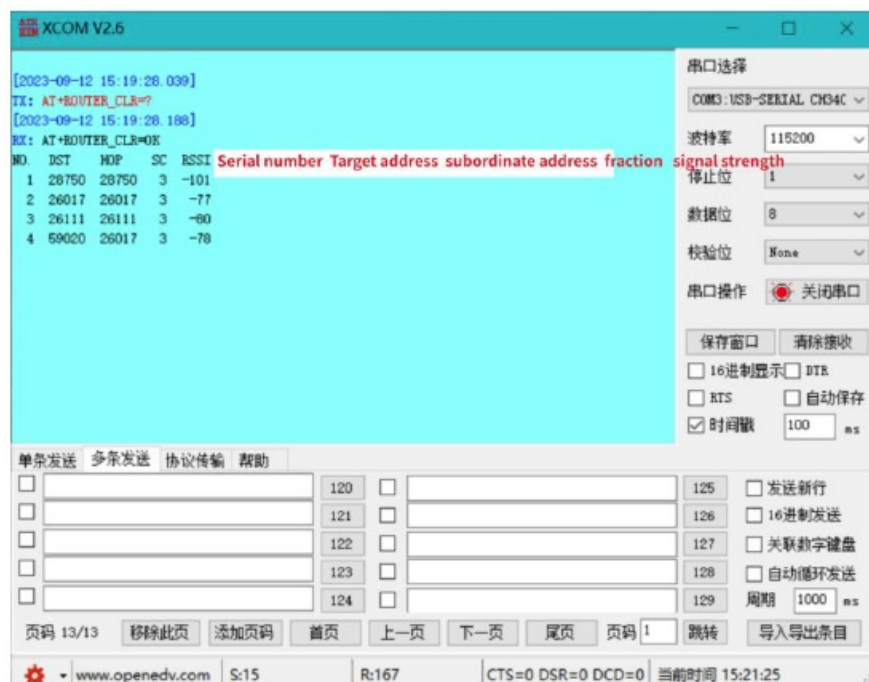 XCOM V2.6
[2023-09-12 15:19:28.039]
TX: AT+ROUTER_CLR=?
[2023-09-12 15:19:28.188]
RX: AT+ROUTER_CLR=OK
NO. DST HOP SC RSSI Serial number Target address subordinate address fraction signal strength
1 28750 28750 3 -101
2 26017 26017 3 -77
3 26111 26111 3 -80
4 59020 26017 3 -78
串口选择
COM3:USB-SERIAL CH340
波特率 115200
停止位 1
数据位 8
校验位 None
串口操作 关闭串口
保存窗口 清除接收
16进制显示 DTR
RTS 自动保存
时间戳 100 ms
单条发送 多条发送 协议传输 帮助
120 125 发送新行
121 126 16进制发送
122 127 关联数字键盘
123 128 自动循环发送
124 129 周期 1000 ms
页码 13/13 移除此页 添加页码 首页 上一页 下一页 尾页 页码 1 跳转 导入导出条目
www.openedv.com S:15 R:167 CTS=0 DSR=0 DCD=0 当前时间 15:21:25